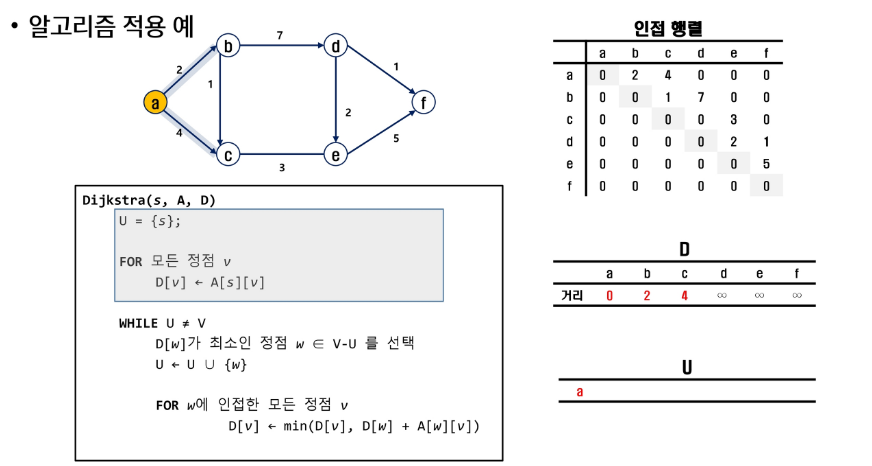 • 알고리즘 적용 예
a
b
c
d
e
f
2
4
1
7
3
2
1
5
Dijkstra(s, A, D)
U = {s};
FOR 모든 정점 v
D[v] ← A[s][v]
WHILE U ≠ V
D[w]가 최소인 정점 w ∈ V-U 를 선택
U ← U ∪ {w}
FOR w에 인접한 모든 정점 v
D[v] ← min(D[v], D[w] + A[w][v])
인접 행렬
a b c d e f
a 0 2 4 0 0 0
b 0 0 1 7 0 0
c 0 0 0 0 3 0
d 0 0 0 0 2 1
e 0 0 0 0 0 5
f 0 0 0 0 0 0
D
a b c d e f
거리 0 2 4 ∞ ∞ ∞
U
a